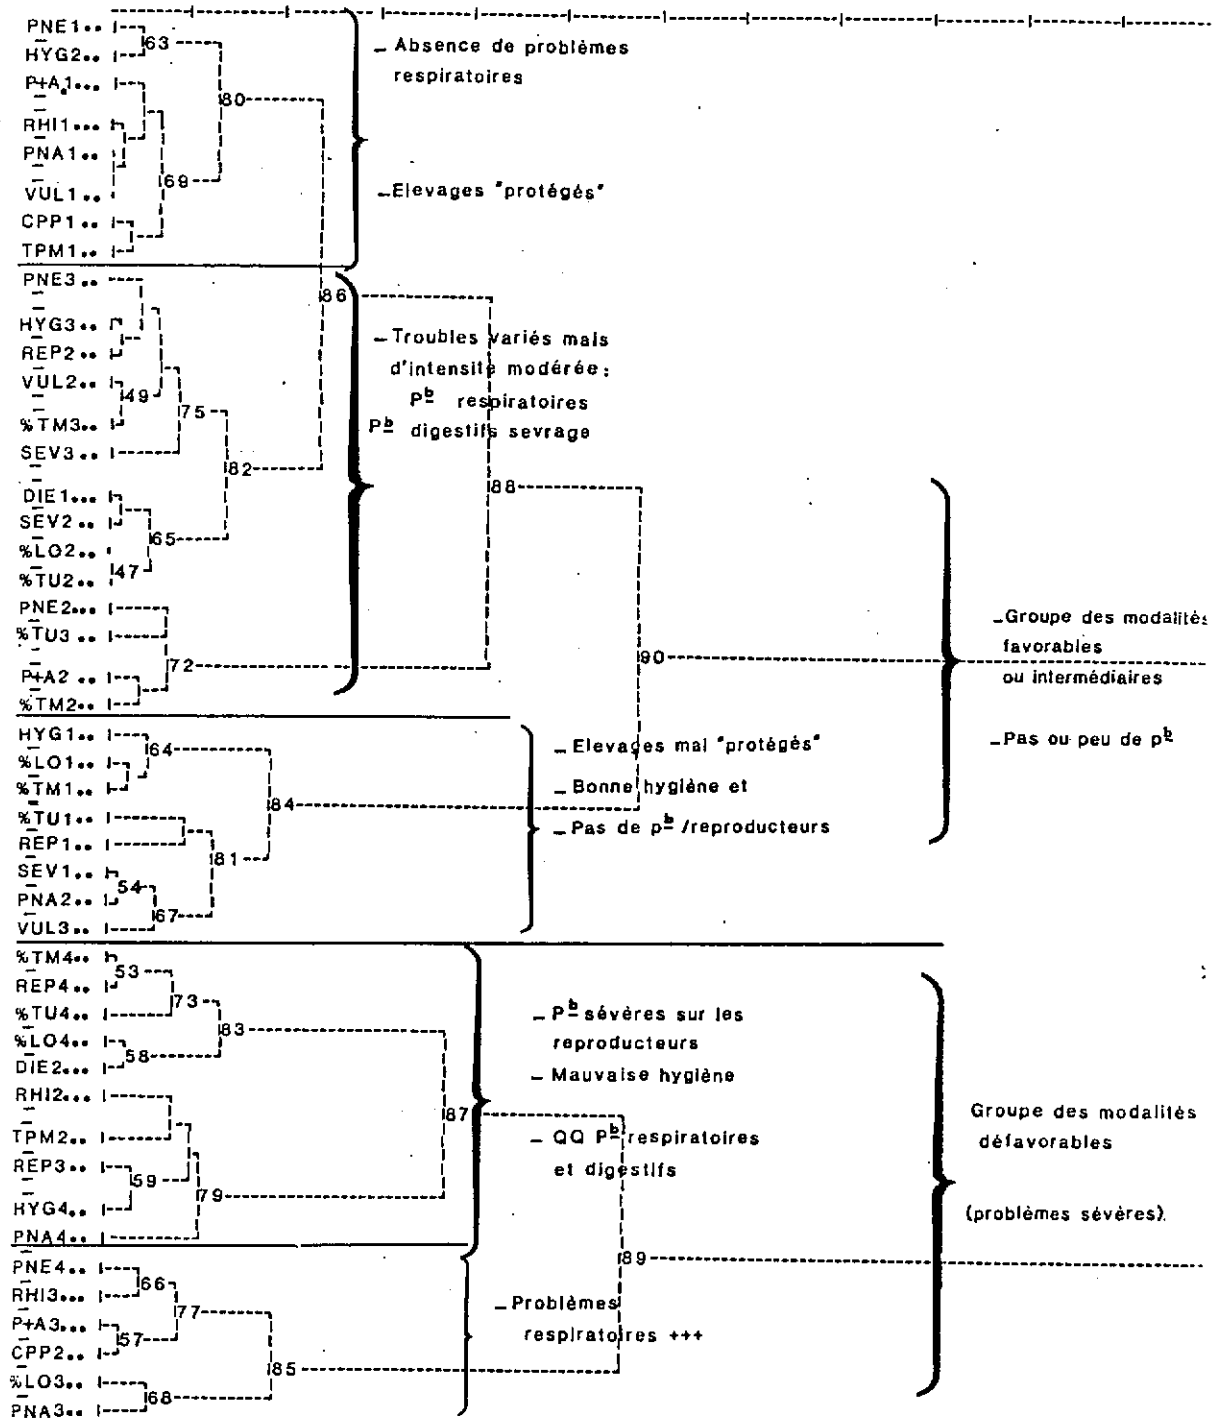 PNE1..
63
HYG2..
_ Absence de problèmes
respiratoires
P+A1...
80
RHI1...
PNA1..
69
VUL1..
_Elevages "protégés"
CPP1..
TPM1..
PNE3..
86
HYG3..
REP2..
_ Troubles variés mais
d'intensité modérée :
Pb respiratoires
Pb digestifs sevrage
VUL2..
49
75
%TM3..
SEV3..
82
DIE1...
88
SEV2..
65
%LO2..
47
%TU2..
PNE2...
%TU3..
72
90
_Groupe des modalités
favorables
ou intermédiaires
P+A2..
%TM2..
HYG1..
64
_ Elevages mal "protégés"
_Pas ou peu de pb
%LO1..
%TM1..
84
_ Bonne hygiène et
%TU1..
_ Pas de pb /reproducteurs
REP1..
81
SEV1..
54
PNA2..
67
VUL3..
%TM4..
53
REP4..
73
%TU4..
83
_ Pb sévères sur les
reproducteurs
%LO4..
58
DIE2...
_ Mauvaise hygiène
RHI2...
87
Groupe des modalités
défavorables
TPM2..
_ QQ Pb respiratoires
et digestifs
REP3..
59
79
HYG4..
(problèmes sévères).
PNA4..
PNE4..
66
89
RHI3...
77
_Problèmes
respiratoires +++
P+A3...
57
CPP2..
85
%LO3..
68
PNA3..